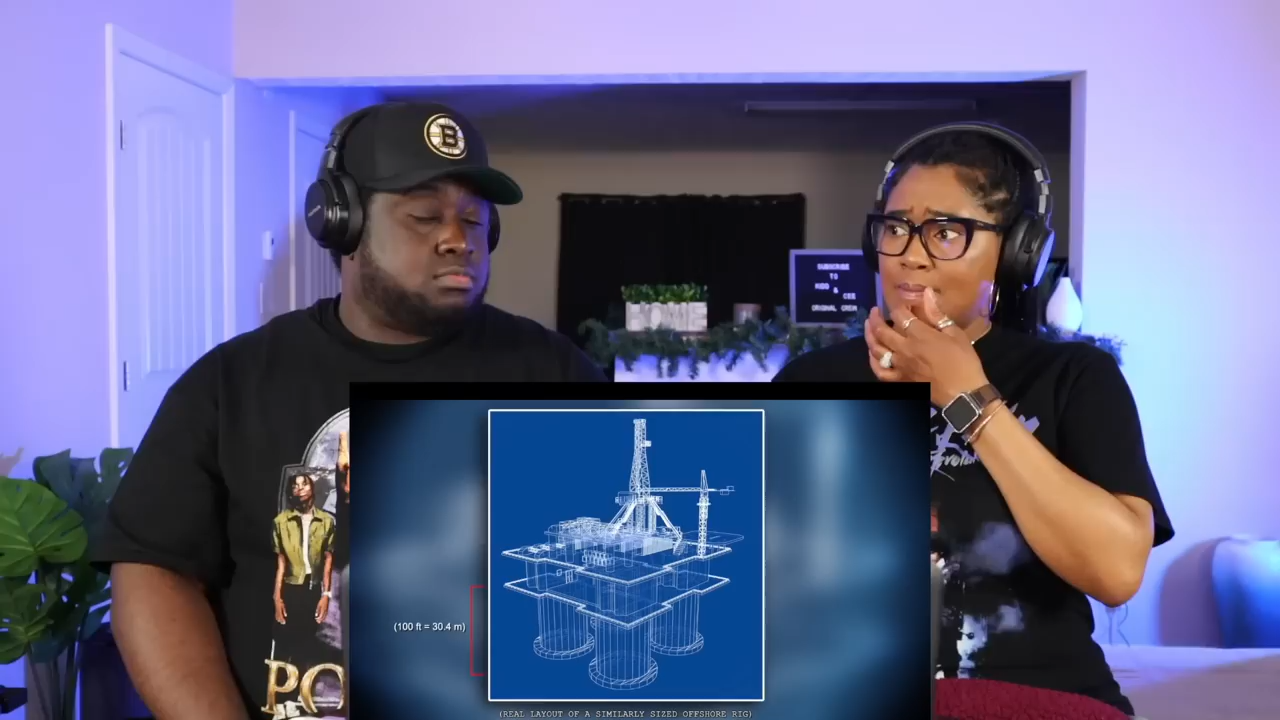 B
SUBSCRIBE
TO
KIDD
&
CEE
ORIGINAL CREW
HOME
(100 ft = 30.4 m)
PO
(REAL LAYOUT OF A SIMILARLY SIZED OFFSHORE RIG)